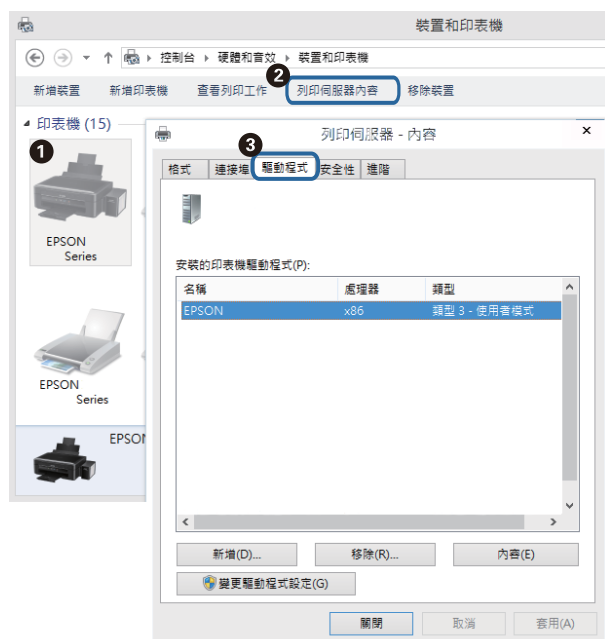 裝置和印表機
控制台 ▸ 硬體和音效 ▸ 裝置和印表機
2
新增裝置 新增印表機 查看列印工作 列印伺服器內容 移除裝置
印表機 (15)
1
EPSON
Series
EPSON
Series
EPSON
列印伺服器 - 內容
×
3
格式 連接埠 驅動程式 安全性 進階
安裝的印表機驅動程式(P):
名稱 處理器 類型
EPSON x86 類型 3 - 使用者模式
新增(D)... 移除(R)... 內容(E)
變更驅動程式設定(G)
關閉 取消 套用(A)